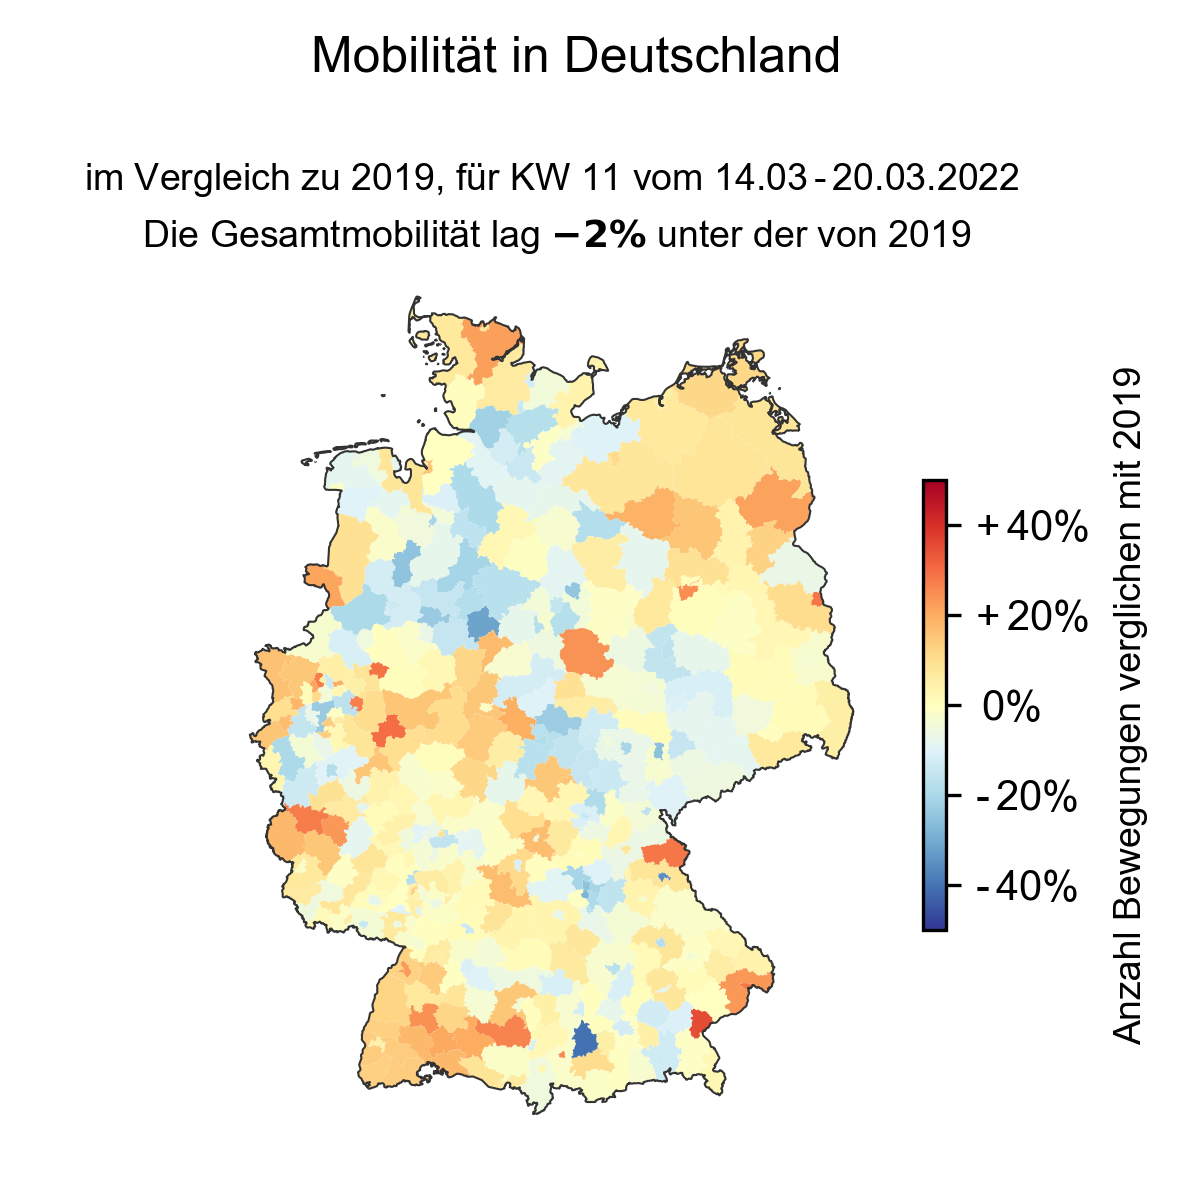 Mobilität in Deutschland
im Vergleich zu 2019, für KW 11 vom 14.03 - 20.03.2022
Die Gesamtmobilität lag −2% unter der von 2019
+40%
+20%
0%
-20%
-40%
Anzahl Bewegungen verglichen mit 2019